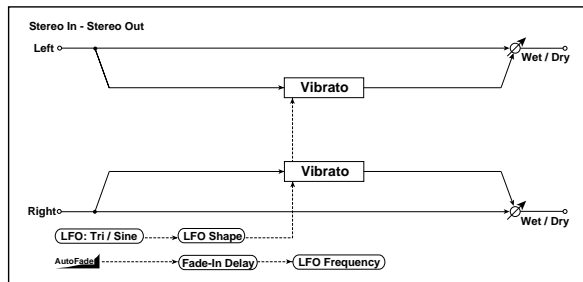 Stereo In - Stereo Out
Left
Wet / Dry
Vibrato
Vibrato
Right
Wet / Dry
LFO: Tri / Sine
LFO Shape
AutoFade
Fade-In Delay
LFO Frequency